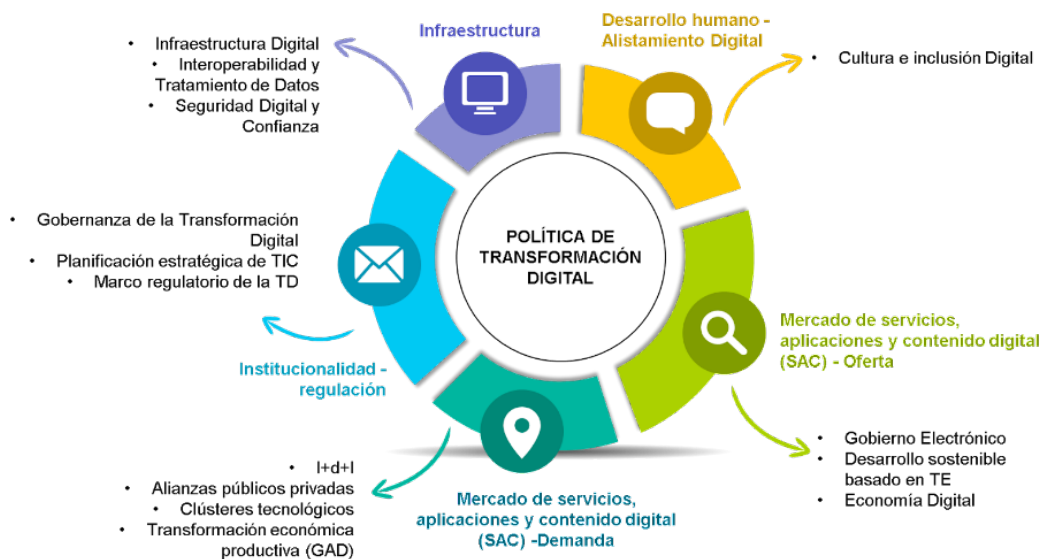 Infraestructura
• Infraestructura Digital
• Interoperabilidad y
Tratamiento de Datos
• Seguridad Digital y
Confianza
Desarrollo humano -
Alistamiento Digital
• Cultura e inclusión Digital
POLÍTICA DE
TRANSFORMACIÓN
DIGITAL
• Gobernanza de la Transformación
Digital
• Planificación estratégica de TIC
• Marco regulatorio de la TD
Institucionalidad -
regulación
Mercado de servicios,
aplicaciones y contenido digital
(SAC) - Oferta
• Gobierno Electrónico
• Desarrollo sostenible
basado en TE
• Economía Digital
• I+d+I
• Alianzas públicos privadas
• Clústeres tecnológicos
• Transformación económica
productiva (GAD)
Mercado de servicios,
aplicaciones y contenido digital
(SAC) -Demanda